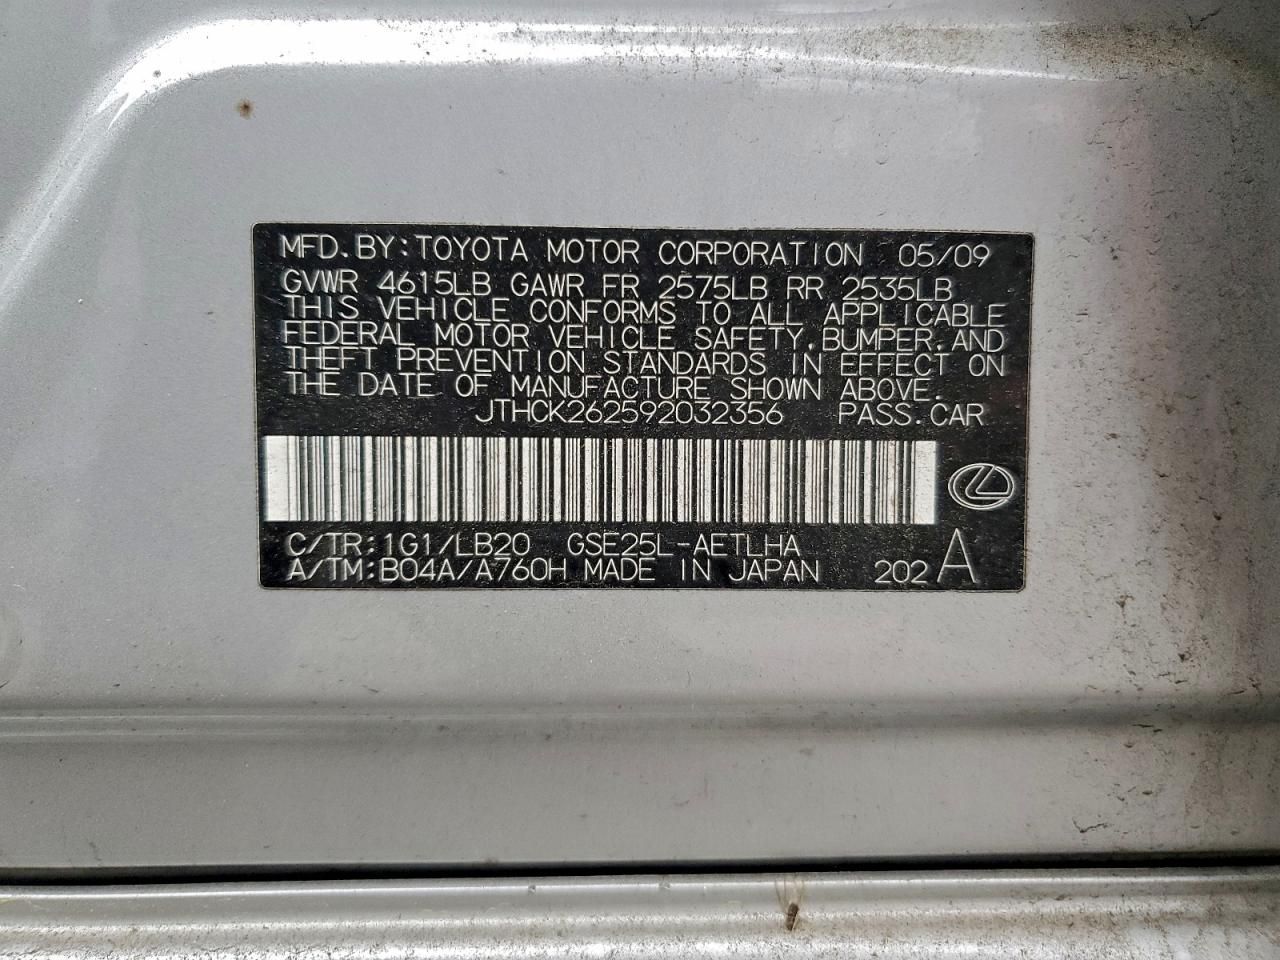 MFD.BY:TOYOTA MOTOR CORPORATION 05/09
GVWR 4615LB GAWR FR 2575LB RR 2535LB
THIS VEHICLE CONFORMS TO ALL APPLICABLE
FEDERAL MOTOR VEHICLE SAFETY,BUMPER,AND
THEFT PREVENTION STANDARDS IN EFFECT ON
THE DATE OF MANUFACTURE SHOWN ABOVE.
JTHCK262592032356 PASS.CAR
C/TR:1G1/LB20 GSE25L-AETLHA
A/TM:B04A/A760H MADE IN JAPAN 202A